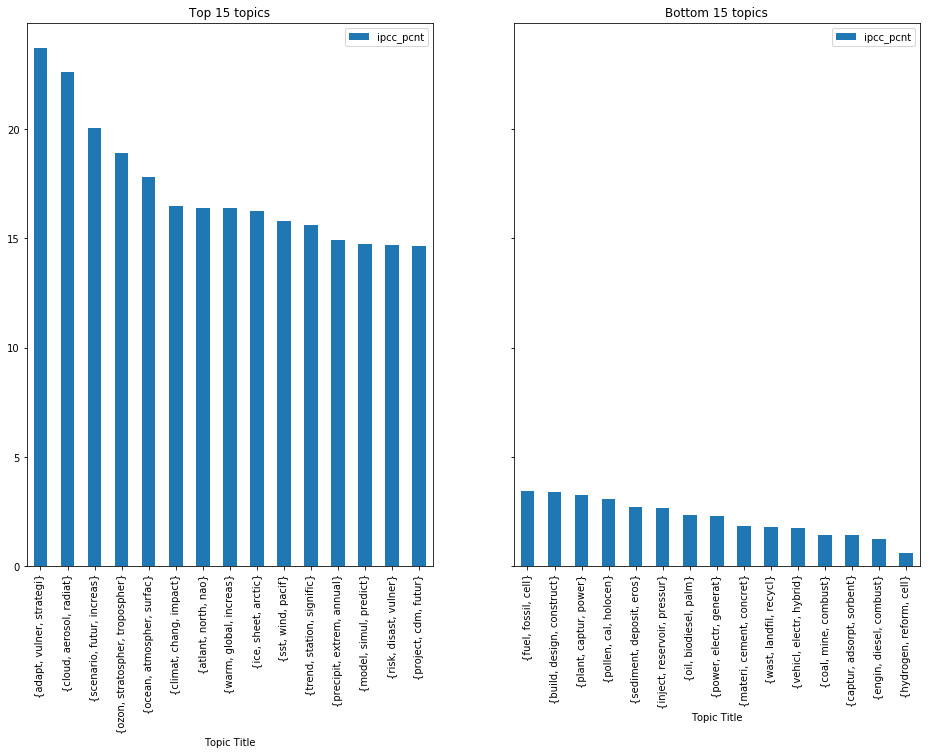 Top 15 topics
ipcc_pcnt
20
15
10
5
0
{adapt, vulner, strategi}
{cloud, aerosol, radiat}
{scenario, futur, increas}
{ozon, stratospher, tropospher}
{ocean, atmospher, surfac}
{climat, chang, impact}
{atlant, north, nao}
{warm, global, increas}
{ice, sheet, arctic}
{sst, wind, pacif}
{trend, station, signific}
{precipit, extrem, annual}
{model, simul, predict}
{risk, disast, vulner}
{project, cdm, futur}
Topic Title
Bottom 15 topics
ipcc_pcnt
{fuel, fossil, cell}
{build, design, construct}
{plant, captur, power}
{pollen, cal, holocen}
{sediment, deposit, eros}
{inject, reservoir, pressur}
{oil, biodiesel, palm}
{power, electr, generat}
{materi, cement, concret}
{wast, landfil, recycl}
{vehicl, electr, hybrid}
{coal, mine, combust}
{captur, adsorpt, sorbent}
{engin, diesel, combust}
{hydrogen, reform, cell}
Topic Title